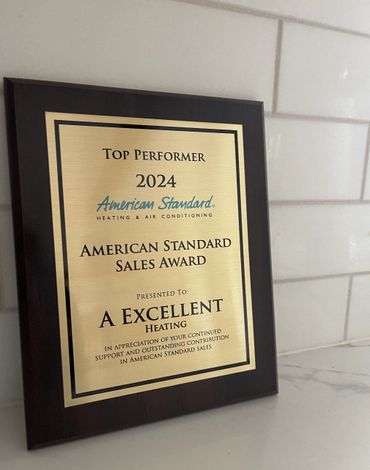 TOP PERFORMER
2024
American Standard®
HEATING & AIR CONDITIONING
AMERICAN STANDARD
SALES AWARD
PRESENTED TO:
A EXCELLENT
HEATING
IN APPRECIATION OF YOUR CONTINUED
SUPPORT AND OUTSTANDING CONTRIBUTION
IN AMERICAN STANDARD SALES